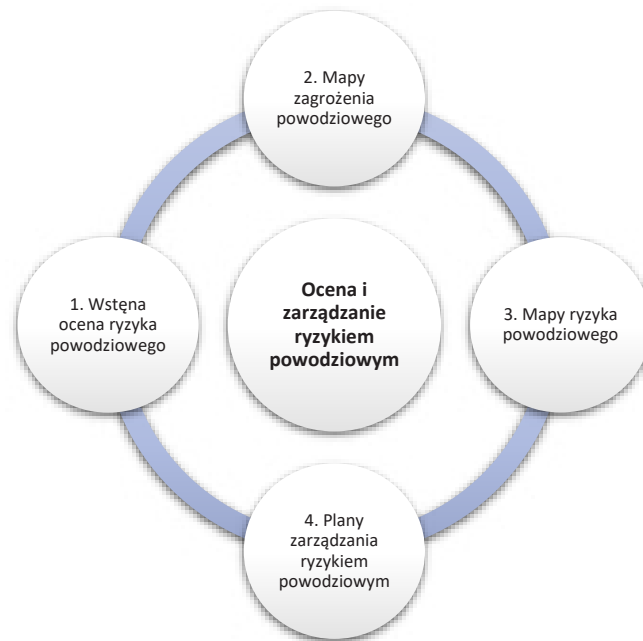 2. Mapy
zagrożenia
powodziowego
1. Wstęna
ocena ryzyka
powodziowego
Ocena i
zarządzanie
ryzykiem
powodziowym
3. Mapy ryzyka
powodziowego
4. Plany
zarządzania
ryzykiem
powodziowym